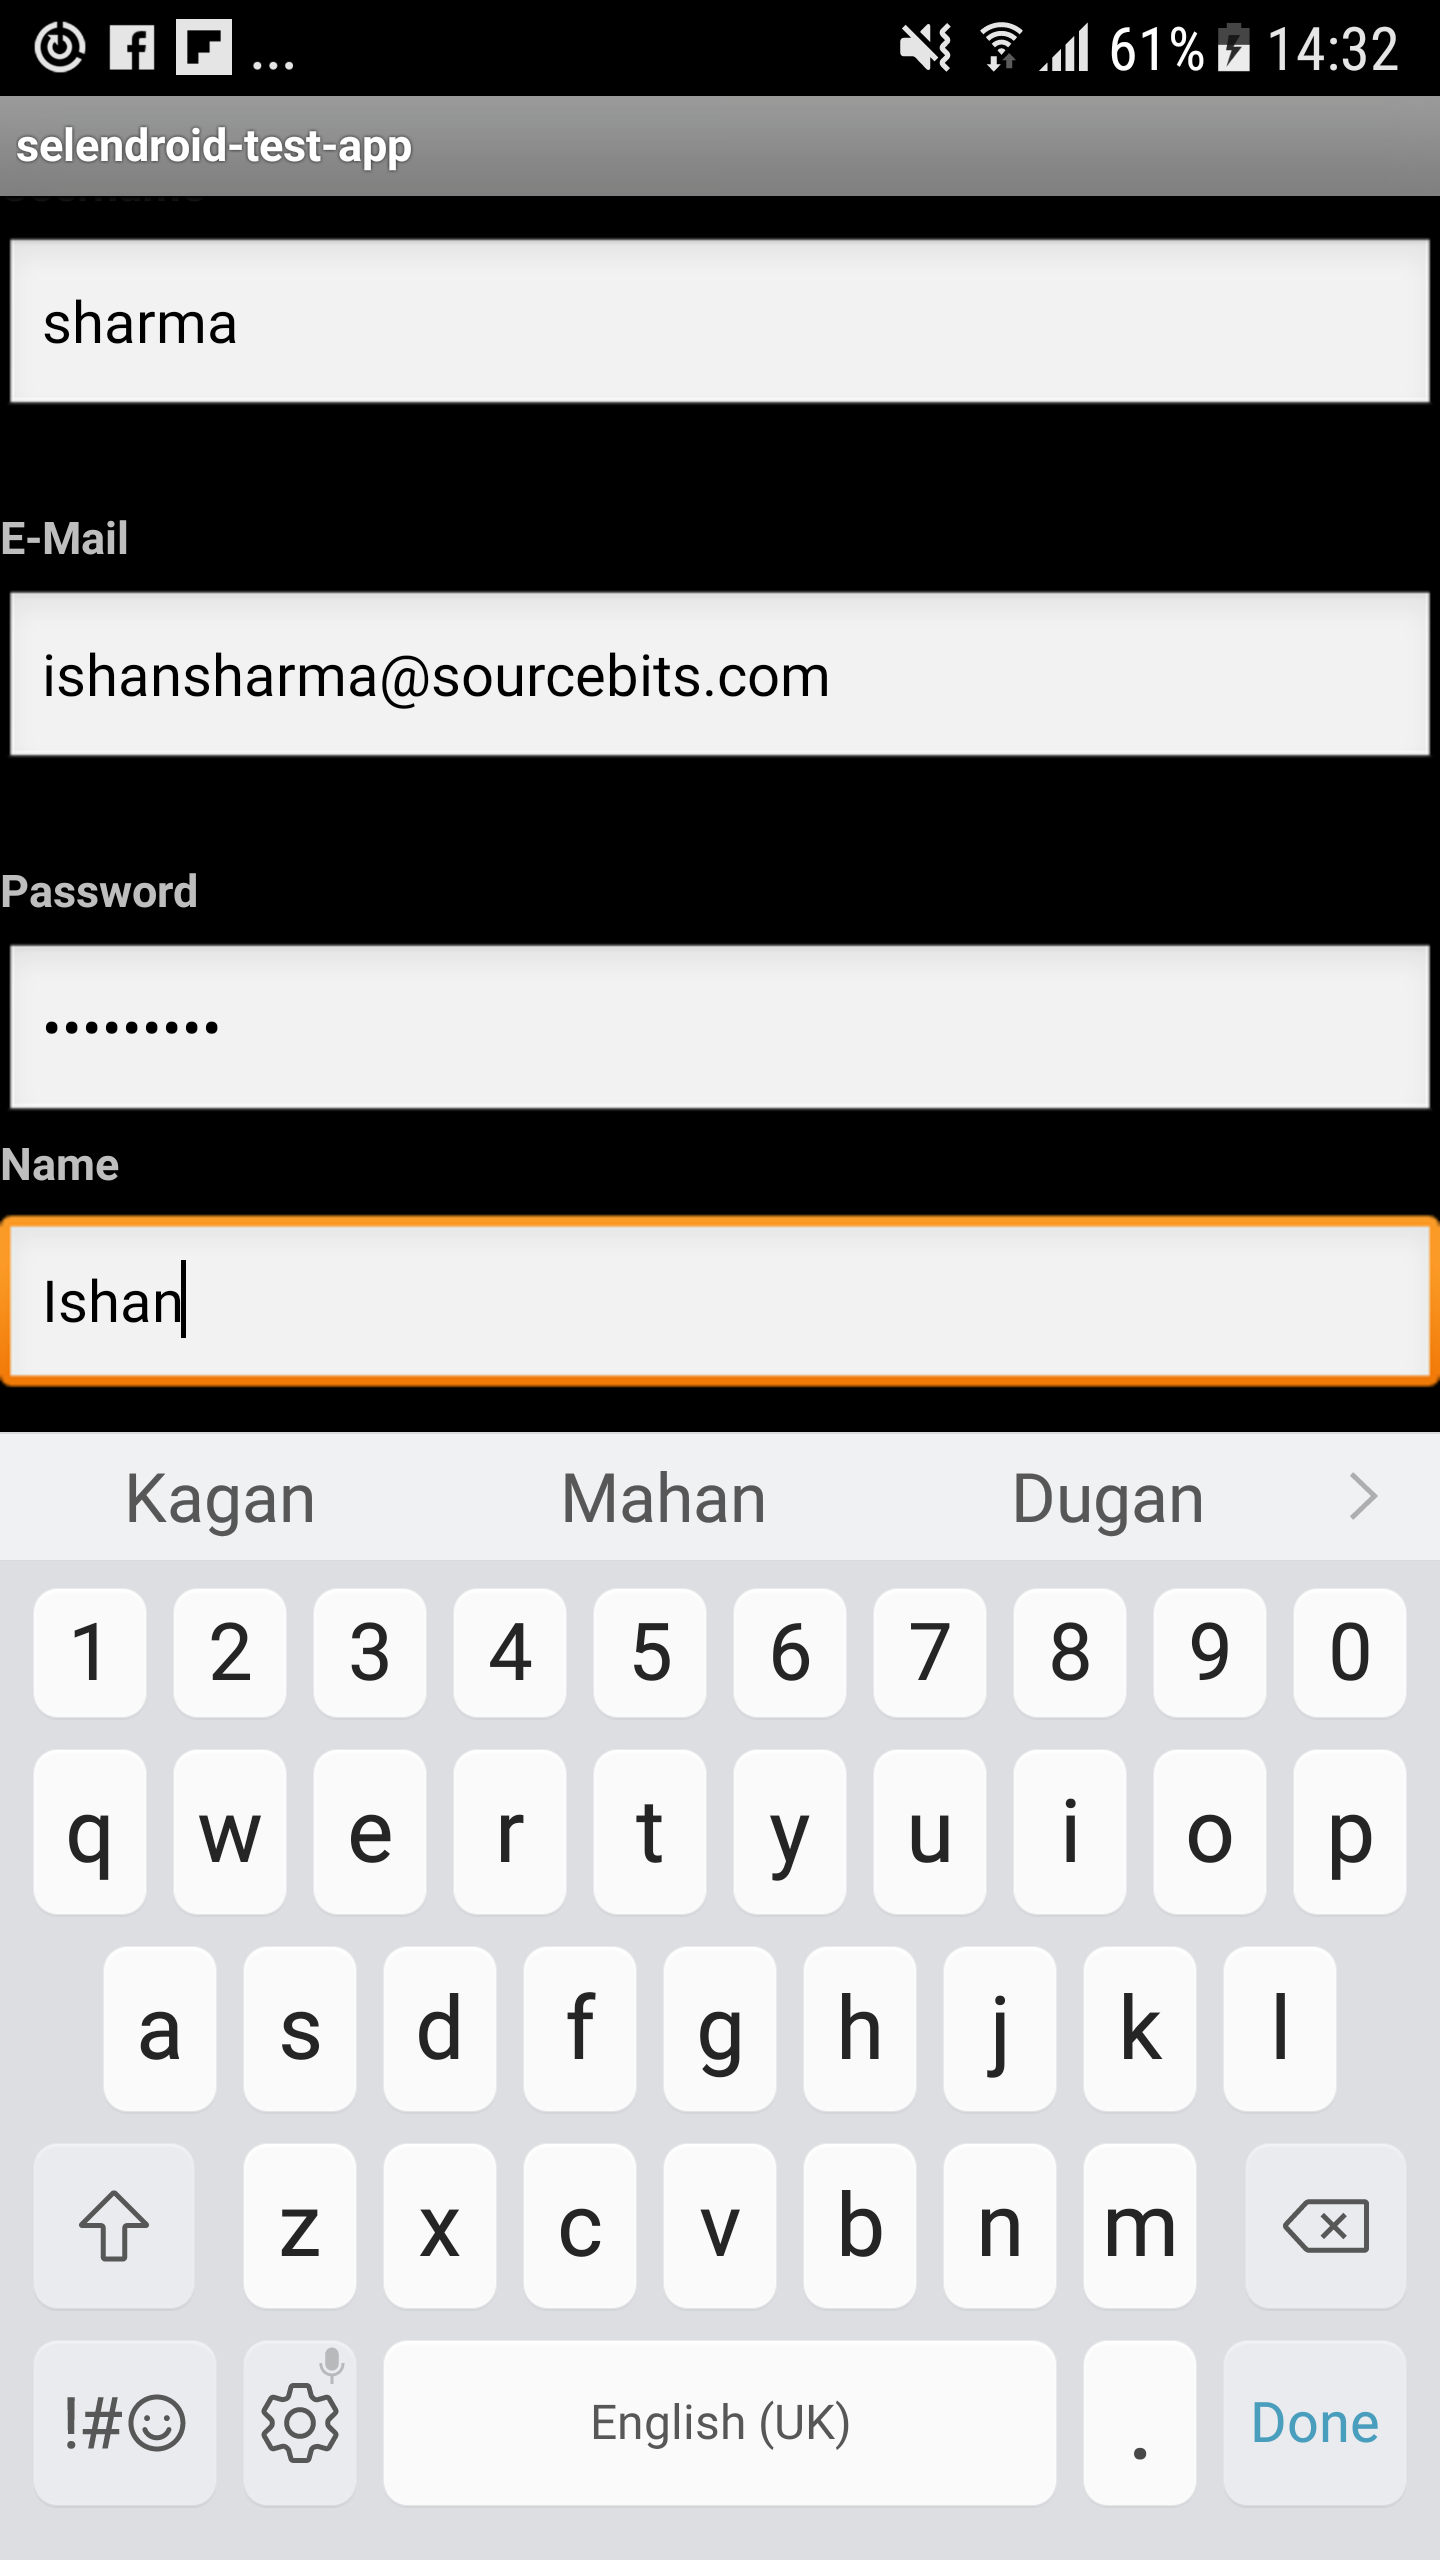 ... 61% 14:32
selendroid-test-app
sharma
E-Mail
ishansharma@sourcebits.com
Password
•••••••••
Name
Ishan
Kagan Mahan Dugan
1 2 3 4 5 6 7 8 9 0
q w e r t y u i o p
a s d f g h j k l
z x c v b n m
!#☺ English (UK) . Done